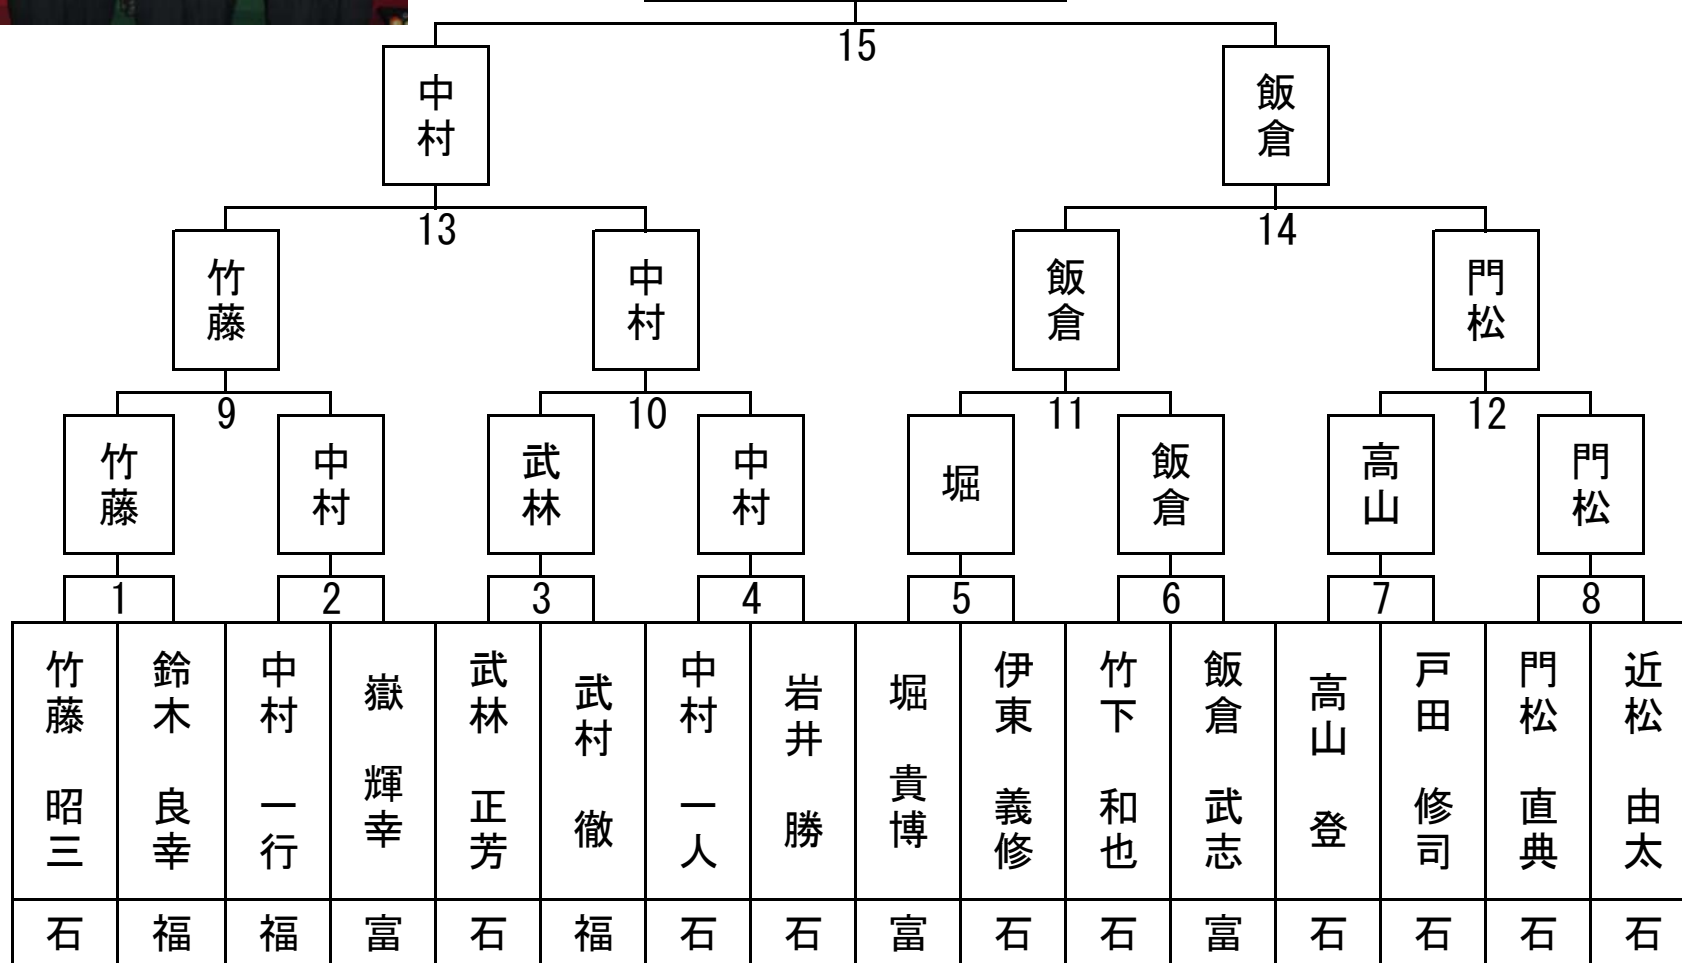 15
中村
飯倉
13
14
竹藤
中村
飯倉
門松
9
10
11
12
竹藤
中村
武林
中村
堀
飯倉
高山
門松
1
2
3
4
5
6
7
8
竹藤 昭三
鈴木 良幸
中村 一行
嶽 輝幸
武林 正芳
武村 徹
中村 一人
岩井 勝
堀 貴博
伊東 義修
竹下 和也
飯倉 武志
高山 登
戸田 修司
門松 直典
近松 由太
石
福
福
富
石
福
石
石
富
石
石
富
石
石
石
石